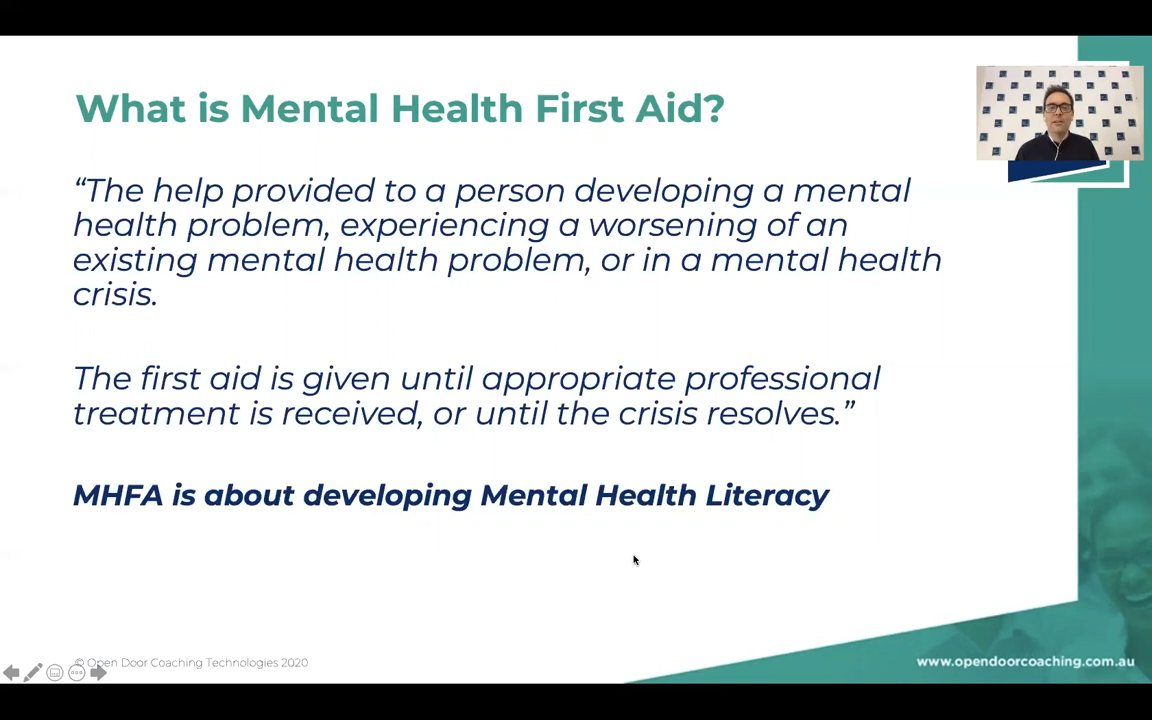 What is Mental Health First Aid?
“The help provided to a person developing a mental
health problem, experiencing a worsening of an
existing mental health problem, or in a mental health
crisis.
The first aid is given until appropriate professional
treatment is received, or until the crisis resolves.”
MHFA is about developing Mental Health Literacy
© Open Door Coaching Technologies 2020
www.opendoorcoaching.com.au